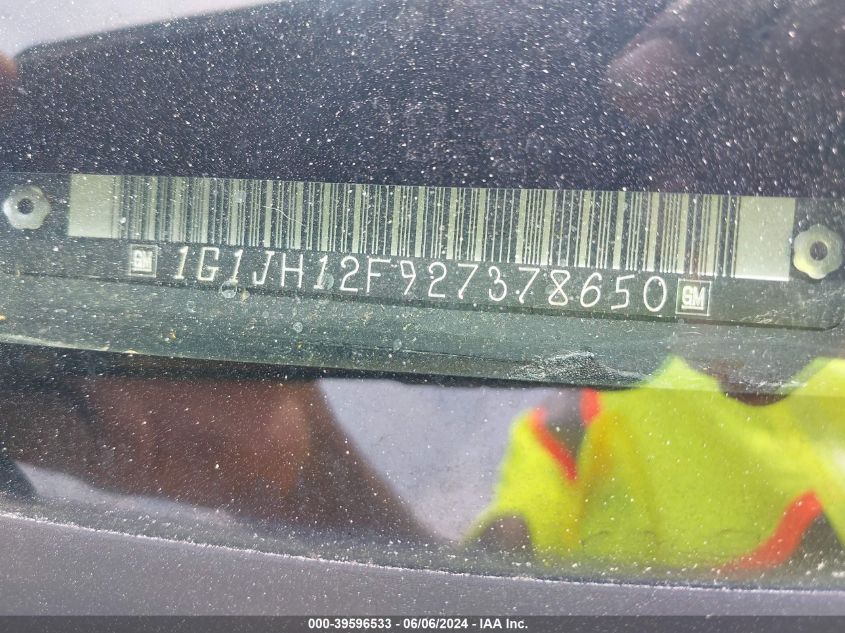 GM 1G1JH12F927378650 GM
000-39596533 - 06/06/2024 - IAA Inc.